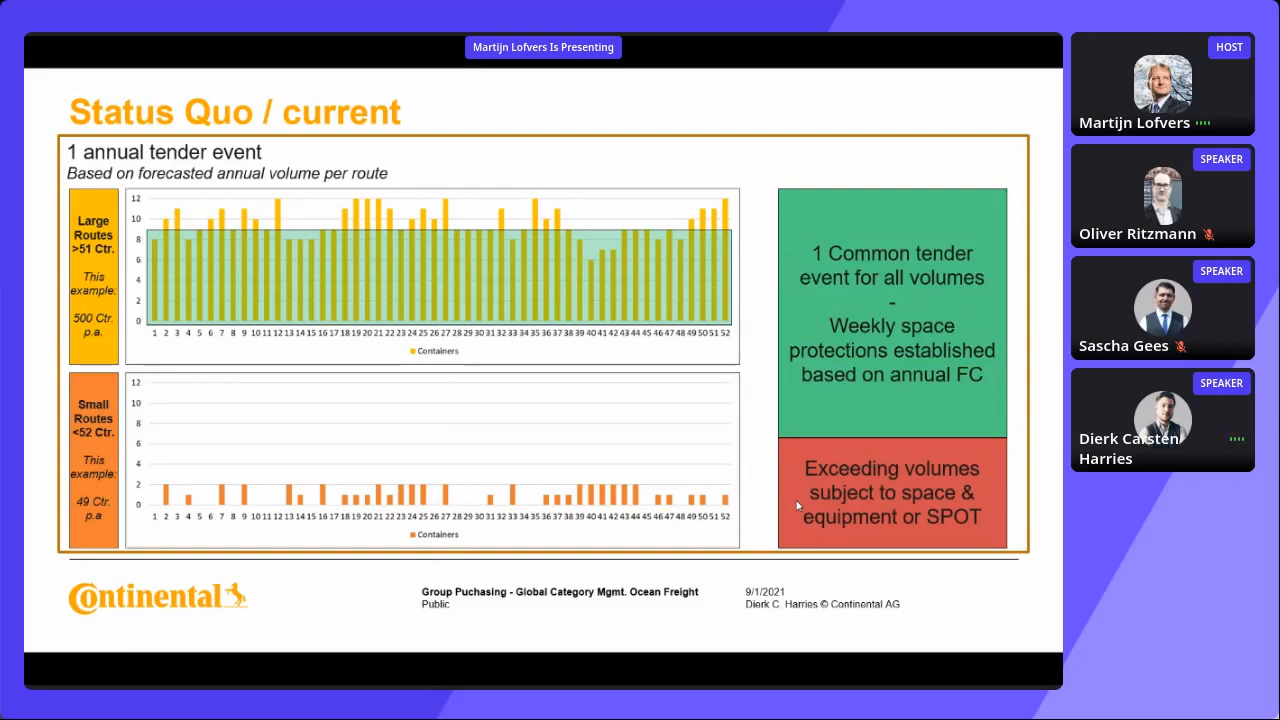 Martijn Lofvers Is Presenting
Status Quo / current
1 annual tender event
Based on forecasted annual volume per route
Large
Routes
>51 Ctr.
This
example:
500 Ctr.
p.a.
12
10
8
6
4
2
0
1 2 3 4 5 6 7 8 9 10 11 12 13 14 15 16 17 18 19 20 21 22 23 24 25 26 27 28 29 30 31 32 33 34 35 36 37 38 39 40 41 42 43 44 45 46 47 48 49 50 51 52
Containers
Small
Routes
<52 Ctr.
This
example:
49 Ctr.
p.a
12
10
8
6
4
2
0
1 2 3 4 5 6 7 8 9 10 11 12 13 14 15 16 17 18 19 20 21 22 23 24 25 26 27 28 29 30 31 32 33 34 35 36 37 38 39 40 41 42 43 44 45 46 47 48 49 50 51 52
Containers
1 Common tender
event for all volumes
-
Weekly space
protections established
based on annual FC
Exceeding volumes
subject to space &
equipment or SPOT
Continental
Group Puchasing - Global Category Mgmt. Ocean Freight
Public
9/1/2021
Dierk C. Harries © Continental AG
HOST
Martijn Lofvers
SPEAKER
Oliver Ritzmann
SPEAKER
Sascha Gees
SPEAKER
Dierk Carsten
Harries